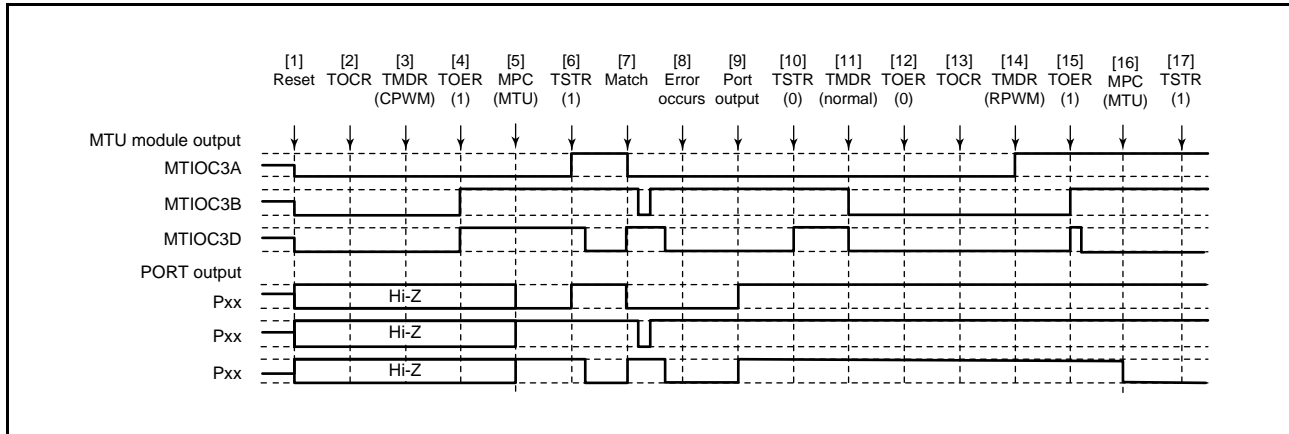 [1] [2] [3] [4] [5] [6] [7] [8] [9] [10] [11] [12] [13] [14] [15] [16] [17]
Reset TOCR TMDR TOER MPC TSTR Match Error Port TSTR TMDR TOER TOCR TMDR TOER MPC TSTR
(CPWM) (1) (MTU) (1) occurs output (0) (normal) (0) (RPWM) (1) (MTU) (1)
MTU module output
MTIOC3A
MTIOC3B
MTIOC3D
PORT output
Pxx Hi-Z
Pxx Hi-Z
Pxx Hi-Z